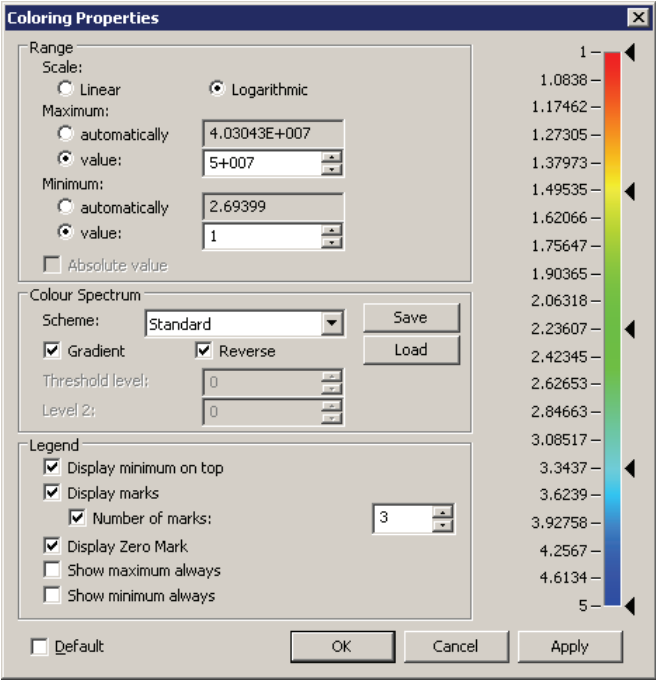 Coloring Properties
Range
Scale:
Linear
Logarithmic
Maximum:
automatically
4.03043E+007
value:
5+007
Minimum:
automatically
2.69399
value:
1
Absolute value
Colour Spectrum
Scheme:
Standard
Save
Gradient
Reverse
Load
Threshold level:
0
Level 2:
0
Legend
Display minimum on top
Display marks
Number of marks:
3
Display Zero Mark
Show maximum always
Show minimum always
Default
OK
Cancel
Apply
1
1.0838
1.17462
1.27305
1.37973
1.49535
1.62066
1.75647
1.90365
2.06318
2.23607
2.42345
2.62653
2.84663
3.08517
3.3437
3.6239
3.92758
4.2567
4.6134
5